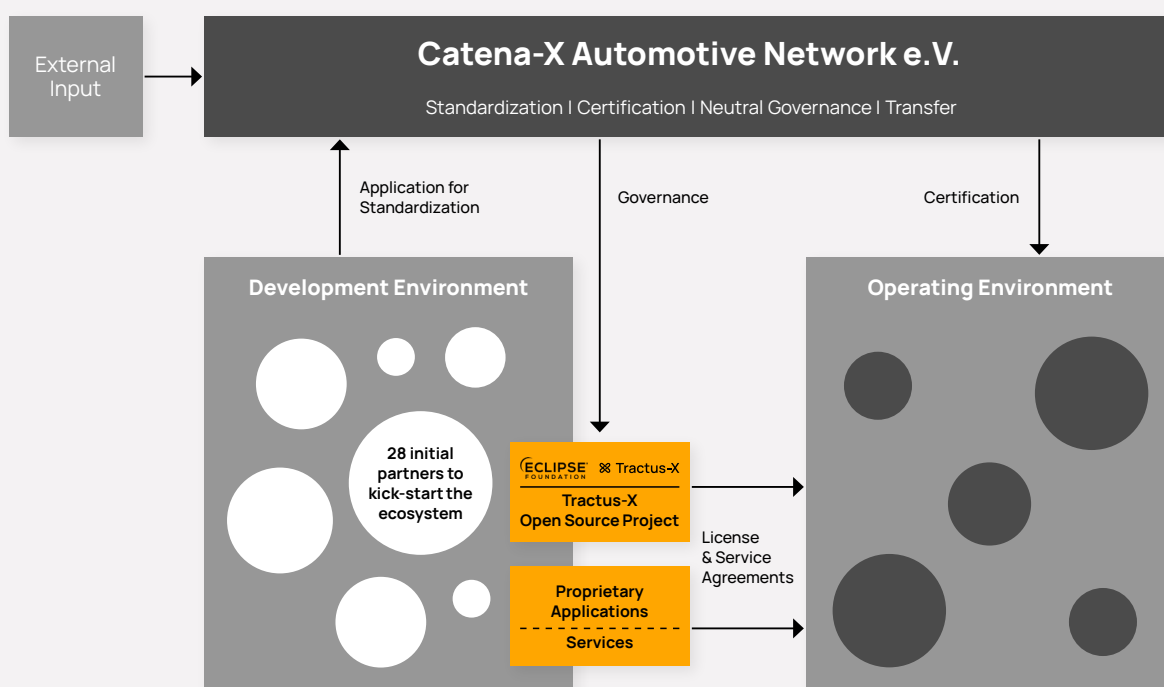 External
Input
Catena-X Automotive Network e.V.
Standardization | Certification | Neutral Governance | Transfer
Application for
Standardization
Governance
Certification
Development Environment
28 initial
partners to
kick-start the
ecosystem
ECLIPSE
FOUNDATION
Tractus-X
Tractus-X
Open Source Project
License
& Service
Agreements
Proprietary
Applications
Services
Operating Environment